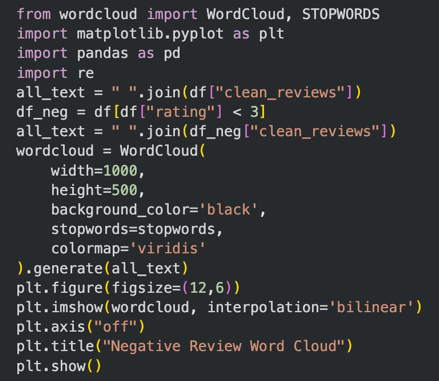 from wordcloud import WordCloud, STOPWORDS
import matplotlib.pyplot as plt
import pandas as pd
import re
all_text = " ".join(df["clean_reviews"])
df_neg = df[df["rating"] < 3]
all_text = " ".join(df_neg["clean_reviews"])
wordcloud = WordCloud(
    width=1000,
    height=500,
    background_color='black',
    stopwords=stopwords,
    colormap='viridis'
).generate(all_text)
plt.figure(figsize=(12,6))
plt.imshow(wordcloud, interpolation='bilinear')
plt.axis("off")
plt.title("Negative Review Word Cloud")
plt.show()